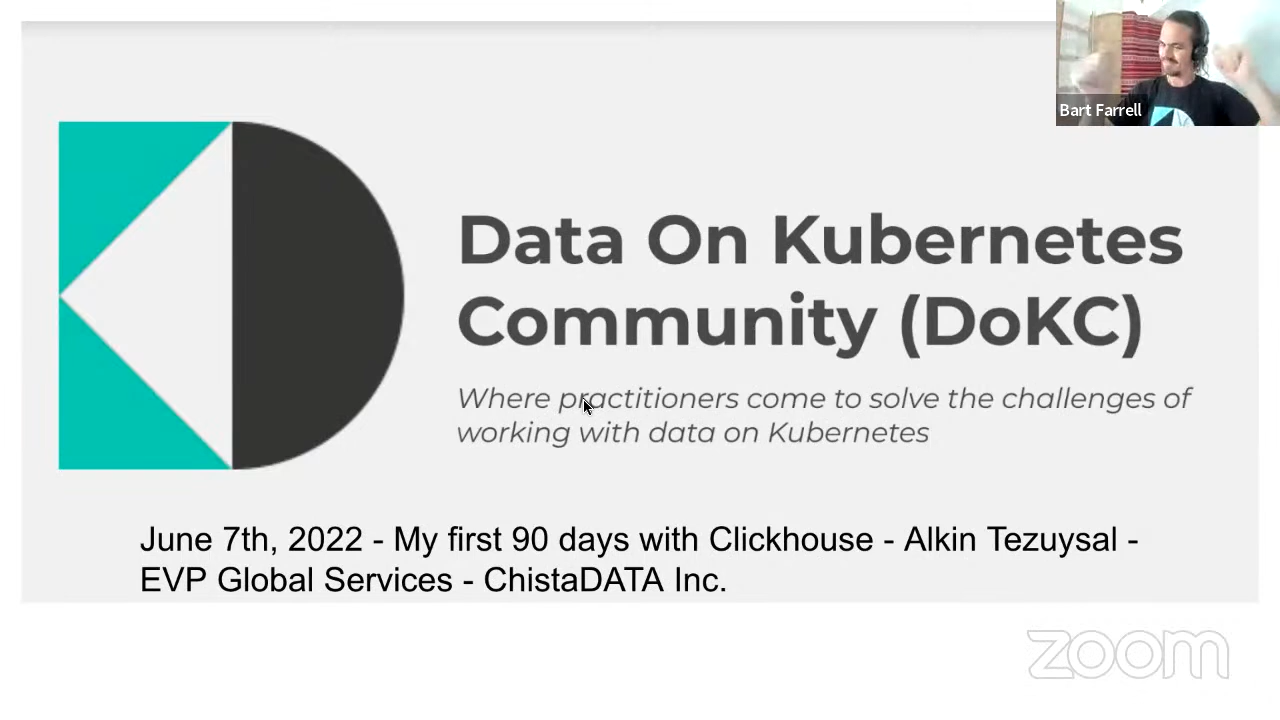 Bart Farrell
Data On Kubernetes
Community (DoKC)
Where practitioners come to solve the challenges of
working with data on Kubernetes
June 7th, 2022 - My first 90 days with Clickhouse - Alkin Tezuysal -
EVP Global Services - ChistaDATA Inc.
zoom